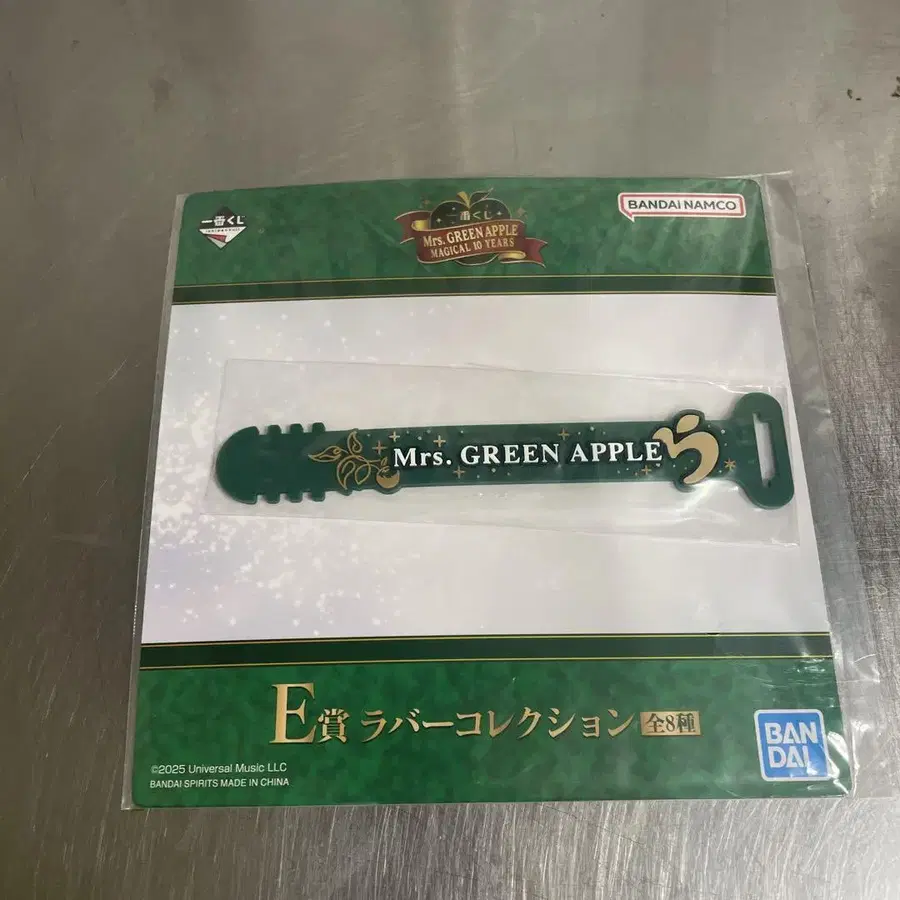 一番くじ
一番くじ
Mrs. GREEN APPLE
MAGICAL 10 YEARS
BANDAI NAMCO
Mrs. GREEN APPLE
E賞 ラバーコレクション 全8種
©2025 Universal Music LLC
BANDAI SPIRITS MADE IN CHINA
BAN
DAI